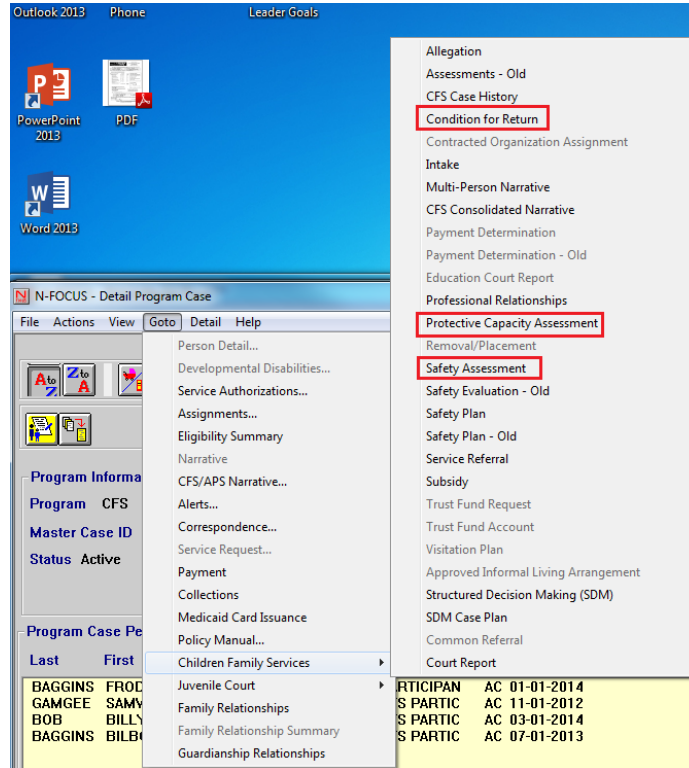 Outlook 2013 Phone Leader Goals
PowerPoint 2013
PDF
Word 2013
N-FOCUS - Detail Program Case
File Actions View Goto Detail Help
A to Z Z to A
Program Informa
Program CFS
Master Case ID
Status Active
Program Case Pe
Last First
BAGGINS FROD RTICIPAN AC 01-01-2014
GAMGEE SAMV S PARTIC AC 11-01-2012
BOB BILLY S PARTIC AC 03-01-2014
BAGGINS BILBO S PARTIC AC 07-01-2013
Person Detail...
Developmental Disabilities...
Service Authorizations...
Assignments...
Eligibility Summary
Narrative
CFS/APS Narrative...
Alerts...
Correspondence...
Service Request...
Payment
Collections
Medicaid Card Issuance
Policy Manual...
Children Family Services
Juvenile Court
Family Relationships
Family Relationship Summary
Guardianship Relationships
Allegation
Assessments - Old
CFS Case History
Condition for Return
Contracted Organization Assignment
Intake
Multi-Person Narrative
CFS Consolidated Narrative
Payment Determination
Payment Determination - Old
Education Court Report
Professional Relationships
Protective Capacity Assessment
Removal/Placement
Safety Assessment
Safety Evaluation - Old
Safety Plan
Safety Plan - Old
Service Referral
Subsidy
Trust Fund Request
Trust Fund Account
Visitation Plan
Approved Informal Living Arrangement
Structured Decision Making (SDM)
SDM Case Plan
Common Referral
Court Report